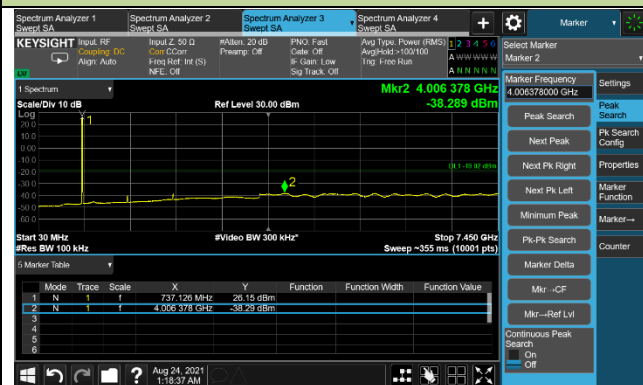 Spectrum Analyzer 1
Swept SA
Spectrum Analyzer 2
Swept SA
Spectrum Analyzer 3
Swept SA
Spectrum Analyzer 4
Swept SA
+
Marker
KEYSIGHT
Input: RF
Coupling: DC
Align: Auto
Input Z: 50 Ω
Corr CCorr
Freq Ref: Int (S)
NFE: Off
#Atten: 20 dB
Preamp: Off
PNO: Fast
Gate: Off
IF Gain: Low
Sig Track: Off
Avg Type: Power (RMS)
Avg|Hold:>100/100
Trig: Free Run
1 2 3 4 5 6
A W W W W W
A N N N N N
LXI
Select Marker
Marker 2
Marker Frequency
4.006378000 GHz
Peak Search
Next Peak
Next Pk Right
Next Pk Left
Minimum Peak
Pk-Pk Search
Marker Delta
Mkr→CF
Mkr→Ref Lvl
Continuous Peak
Search
On
Off
Settings
Peak
Search
Pk Search
Config
Properties
Marker
Function
Marker→
Counter
1 Spectrum
Scale/Div 10 dB
Log
Ref Level 30.00 dBm
Mkr2 4.006 378 GHz
-38.289 dBm
20.0
10.0
0.00
-10.0
-20.0
-30.0
-40.0
-50.0
-60.0
1
2
Start 30 MHz
#Res BW 100 kHz
#Video BW 300 kHz*
Stop 7.450 GHz
Sweep ~355 ms (10001 pts)
5 Marker Table
Mode Trace Scale X Y Function Function Width Function Value
1 N 1 f 737.126 MHz 26.15 dBm
2 N 1 f 4.006 378 GHz -38.29 dBm
3
4
5
6
?
Aug 24, 2021
1:18:37 AM